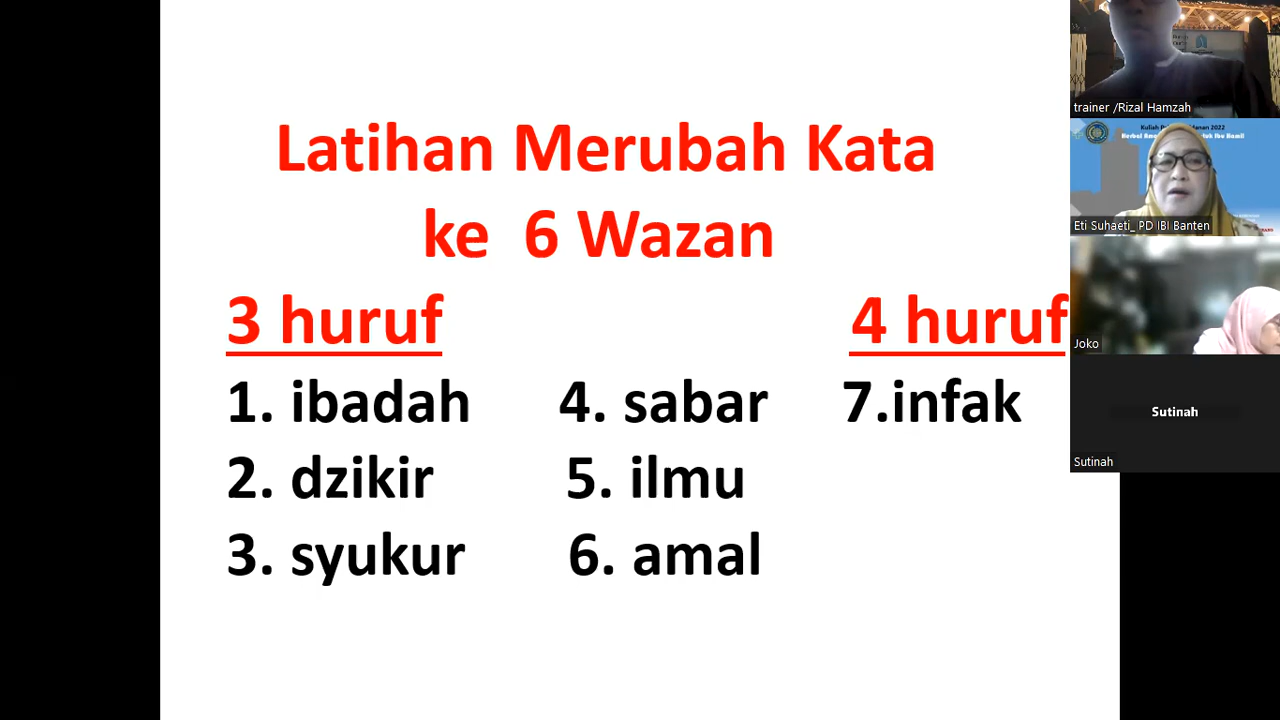 Latihan Merubah Kata
ke 6 Wazan
3 huruf 4 huruf
1. ibadah 4. sabar 7.infak
2. dzikir 5. ilmu
3. syukur 6. amal
trainer /Rizal Hamzah
Eti Suhaeti_ PD IBI Banten
Joko
Sutinah
Sutinah